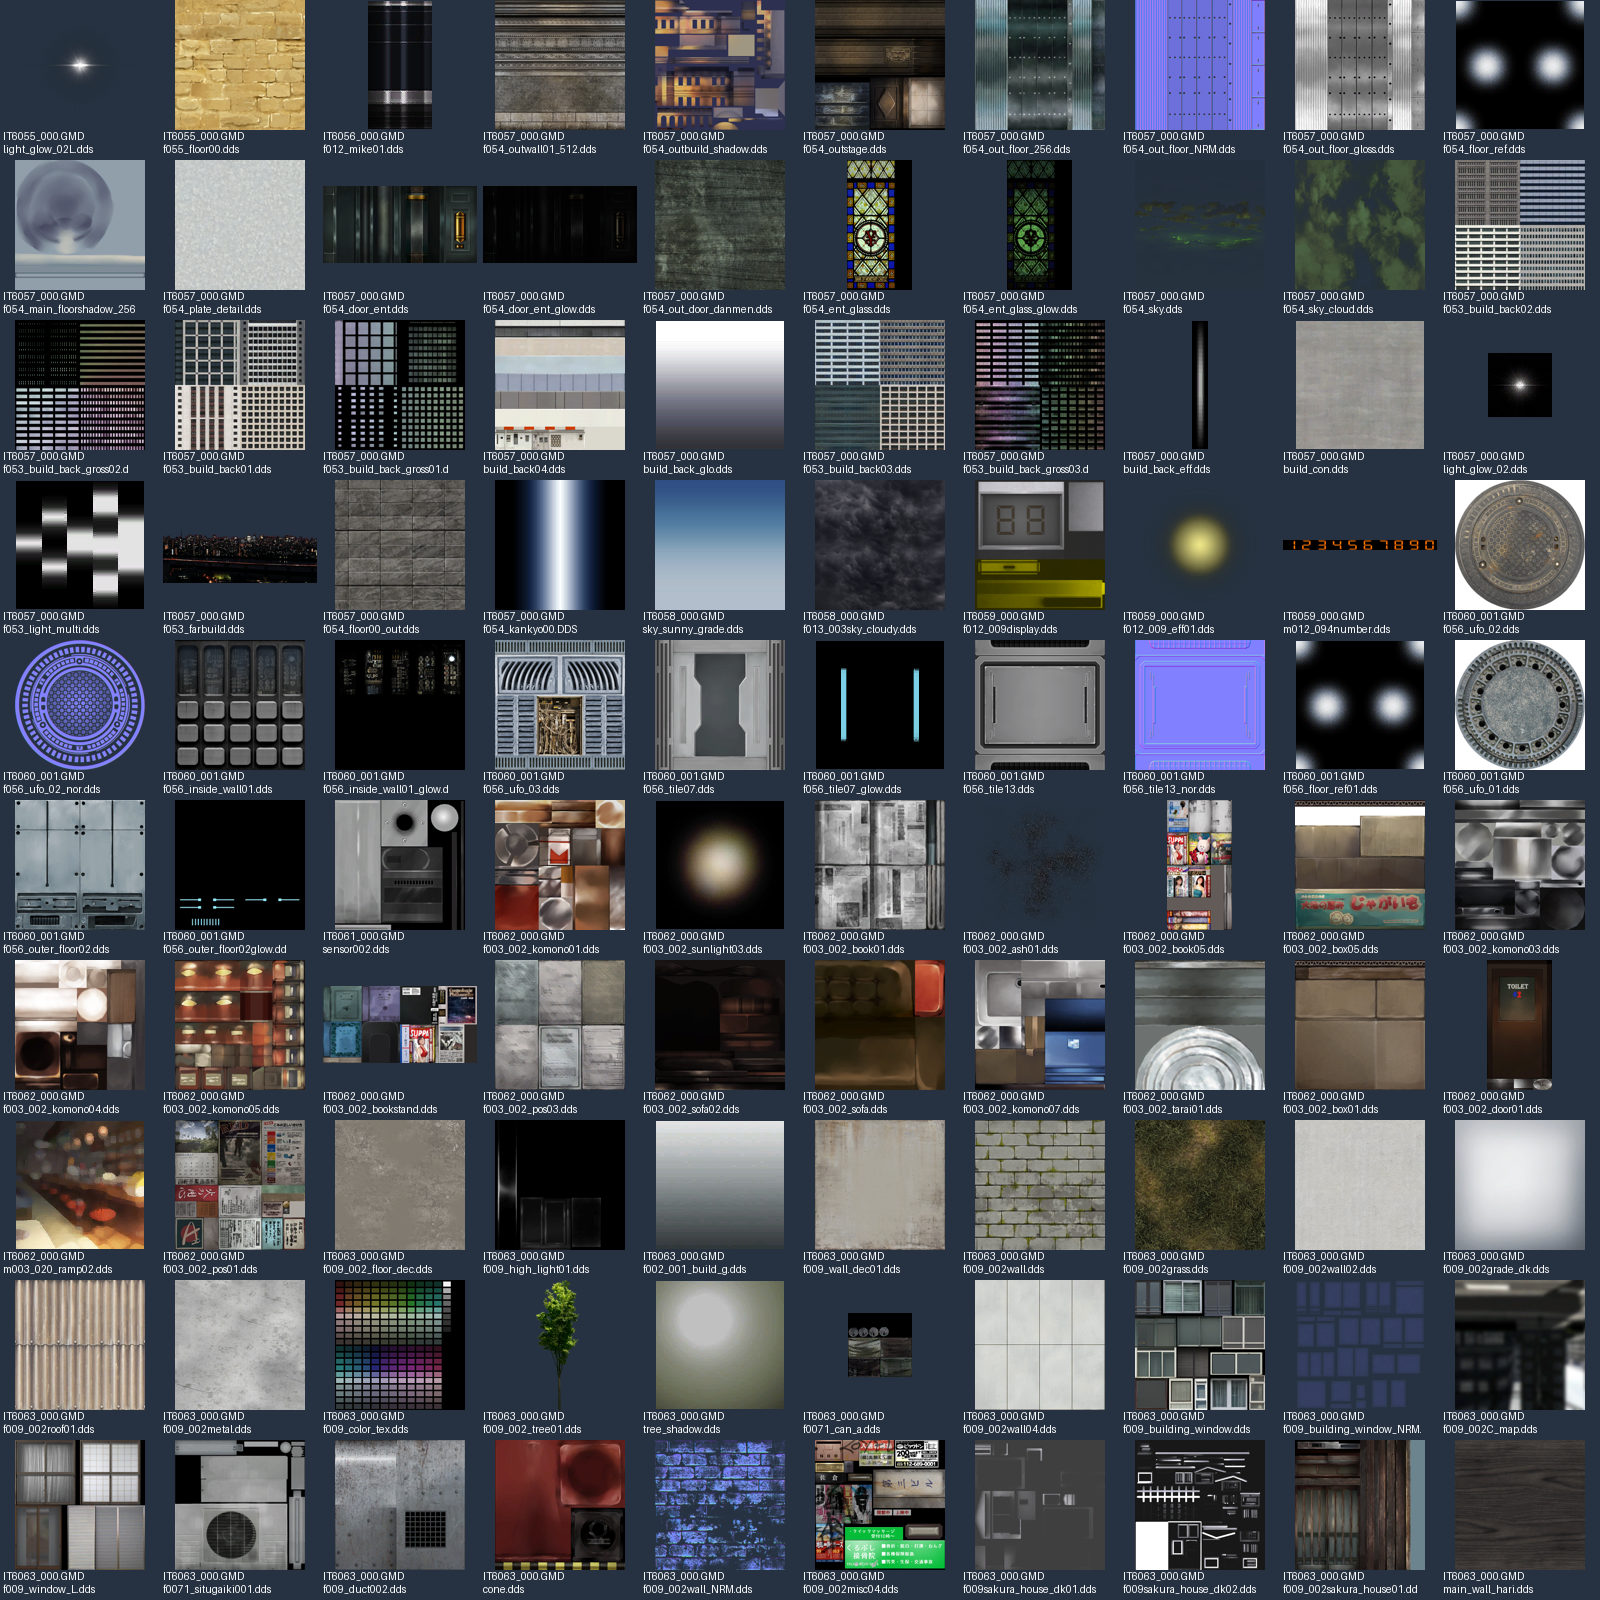 IT6055_000.GMD
light_glow_02L.dds
IT6055_000.GMD
f055_floor00.dds
IT6056_000.GMD
f012_mike01.dds
IT6057_000.GMD
f054_outwall01_512.dds
IT6057_000.GMD
f054_outbuild_shadow.dds
IT6057_000.GMD
f054_outstage.dds
IT6057_000.GMD
f054_out_floor_256.dds
IT6057_000.GMD
f054_out_floor_NRM.dds
IT6057_000.GMD
f054_out_floor_gloss.dds
IT6057_000.GMD
f054_floor_ref.dds
IT6057_000.GMD
f054_main_floorshadow_256
IT6057_000.GMD
f054_plate_detail.dds
IT6057_000.GMD
f054_door_ent.dds
IT6057_000.GMD
f054_door_ent_glow.dds
IT6057_000.GMD
f054_out_door_danmen.dds
IT6057_000.GMD
f054_ent_glass.dds
IT6057_000.GMD
f054_ent_glass_glow.dds
IT6057_000.GMD
f054_sky.dds
IT6057_000.GMD
f054_sky_cloud.dds
IT6057_000.GMD
f053_build_back02.dds
IT6057_000.GMD
f053_build_back_gross02.d
IT6057_000.GMD
f053_build_back01.dds
IT6057_000.GMD
f053_build_back_gross01.d
IT6057_000.GMD
build_back04.dds
IT6057_000.GMD
build_back_glo.dds
IT6057_000.GMD
f053_build_back03.dds
IT6057_000.GMD
f053_build_back_gross03.d
IT6057_000.GMD
build_back_eff.dds
IT6057_000.GMD
build_con.dds
IT6057_000.GMD
light_glow_02.dds
IT6057_000.GMD
f053_light_multi.dds
IT6057_000.GMD
f053_farbuild.dds
IT6057_000.GMD
f054_floor00_out.dds
IT6057_000.GMD
f054_kankyo00.DDS
IT6058_000.GMD
sky_sunny_grade.dds
IT6058_000.GMD
f013_003sky_cloudy.dds
IT6059_000.GMD
f012_009display.dds
IT6059_000.GMD
f012_009_eff01.dds
1234567890
IT6059_000.GMD
m012_094number.dds
IT6060_001.GMD
f056_ufo_02.dds
IT6060_001.GMD
f056_ufo_02_nor.dds
IT6060_001.GMD
f056_inside_wall01.dds
IT6060_001.GMD
f056_inside_wall01_glow.d
IT6060_001.GMD
f056_ufo_03.dds
IT6060_001.GMD
f056_tile07.dds
IT6060_001.GMD
f056_tile07_glow.dds
IT6060_001.GMD
f056_tile13.dds
IT6060_001.GMD
f056_tile13_nor.dds
IT6060_001.GMD
f056_floor_ref01.dds
IT6060_001.GMD
f056_ufo_01.dds
IT6060_001.GMD
f056_outer_floor02.dds
IT6060_001.GMD
f056_outer_floor02glow.dd
IT6061_000.GMD
sensor002.dds
IT6062_000.GMD
f003_002_komono01.dds
IT6062_000.GMD
f003_002_sunlight03.dds
IT6062_000.GMD
f003_002_book01.dds
IT6062_000.GMD
f003_002_ash01.dds
IT6062_000.GMD
f003_002_book05.dds
じゃがいも
IT6062_000.GMD
f003_002_box05.dds
IT6062_000.GMD
f003_002_komono03.dds
IT6062_000.GMD
f003_002_komono04.dds
IT6062_000.GMD
f003_002_komono05.dds
SUPPA
IT6062_000.GMD
f003_002_bookstand.dds
IT6062_000.GMD
f003_002_pos03.dds
IT6062_000.GMD
f003_002_sofa02.dds
IT6062_000.GMD
f003_002_sofa.dds
IT6062_000.GMD
f003_002_komono07.dds
IT6062_000.GMD
f003_002_tarai01.dds
IT6062_000.GMD
f003_002_box01.dds
TOILET
IT6062_000.GMD
f003_002_door01.dds
IT6062_000.GMD
m003_020_ramp02.dds
IT6062_000.GMD
f003_002_pos01.dds
IT6063_000.GMD
f009_002_floor_dec.dds
IT6063_000.GMD
f009_high_light01.dds
IT6063_000.GMD
f002_001_build_g.dds
IT6063_000.GMD
f009_wall_dec01.dds
IT6063_000.GMD
f009_002wall.dds
IT6063_000.GMD
f009_002grass.dds
IT6063_000.GMD
f009_002wall02.dds
IT6063_000.GMD
f009_002grade_dk.dds
IT6063_000.GMD
f009_002roof01.dds
IT6063_000.GMD
f009_002metal.dds
IT6063_000.GMD
f009_color_tex.dds
IT6063_000.GMD
f009_002_tree01.dds
IT6063_000.GMD
tree_shadow.dds
IT6063_000.GMD
f0071_can_a.dds
IT6063_000.GMD
f009_002wall04.dds
IT6063_000.GMD
f009_building_window.dds
IT6063_000.GMD
f009_building_window_NRM.
IT6063_000.GMD
f009_002C_map.dds
IT6063_000.GMD
f009_window_L.dds
IT6063_000.GMD
f0071_situgaiki001.dds
IT6063_000.GMD
f009_duct002.dds
IT6063_000.GMD
cone.dds
IT6063_000.GMD
f009_002wall_NRM.dds
IT6063_000.GMD
f009_002misc04.dds
IT6063_000.GMD
f009sakura_house_dk01.dds
IT6063_000.GMD
f009sakura_house_dk02.dds
IT6063_000.GMD
f009_002sakura_house01.dd
IT6063_000.GMD
main_wall_hari.dds